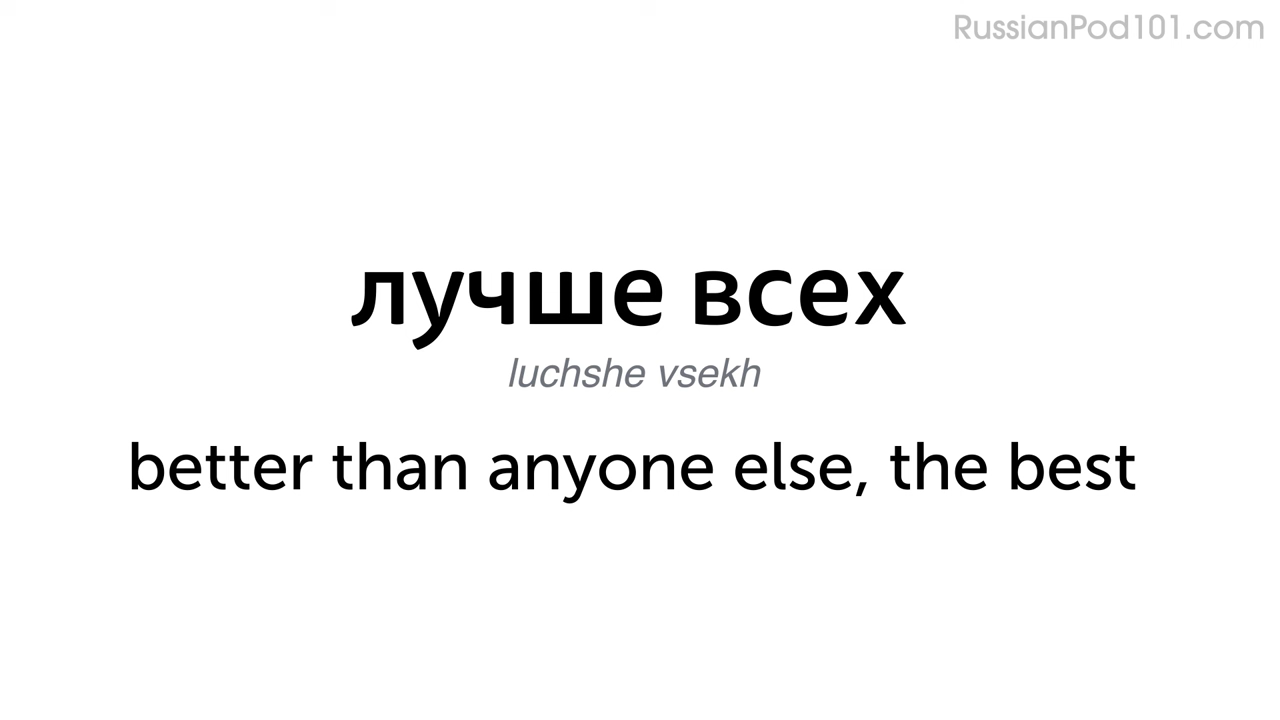 RussianPod101.com
лучше всех
luchshe vsekh
better than anyone else, the best